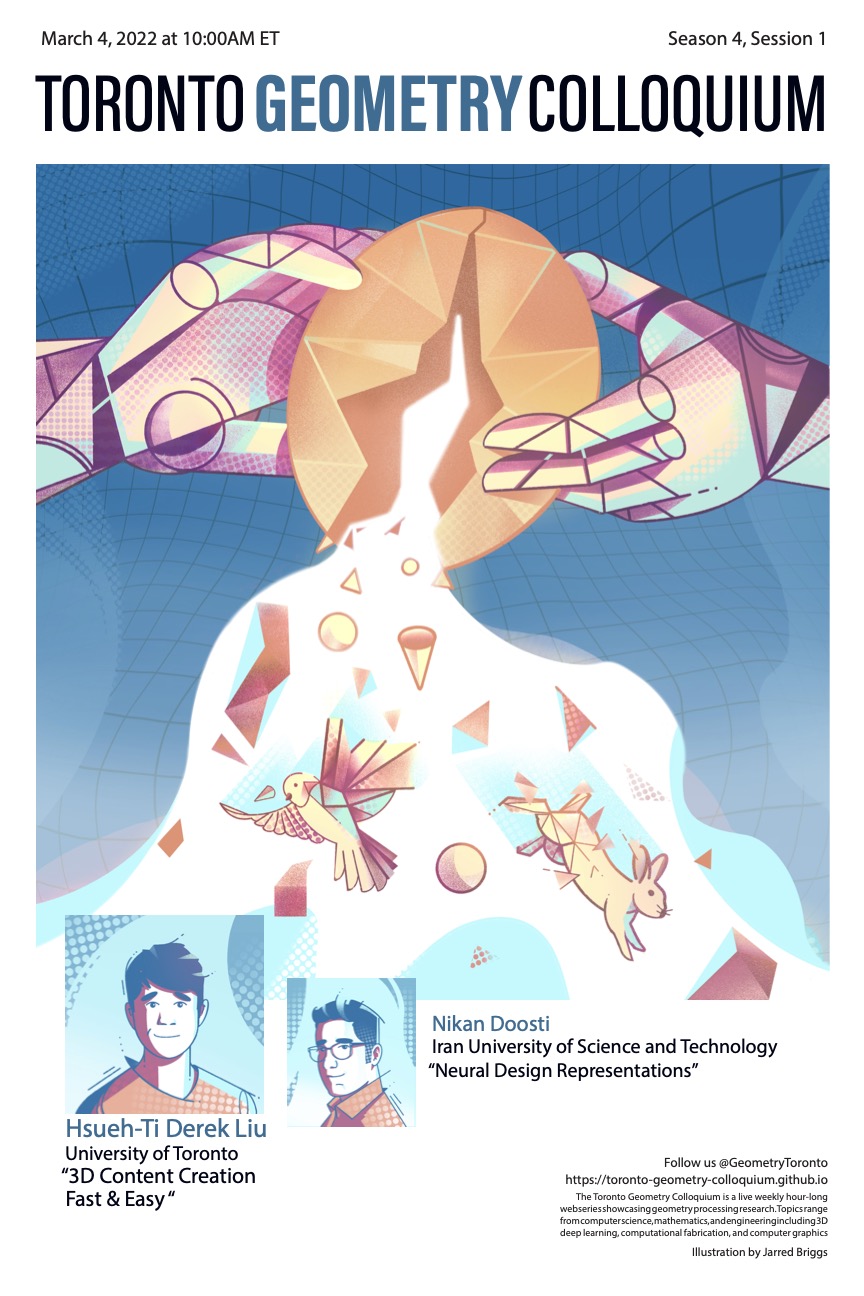 March 4, 2022 at 10:00AM ET
Season 4, Session 1
TORONTO GEOMETRY COLLOQUIUM
Hsueh-Ti Derek Liu
University of Toronto
“3D Content Creation
Fast & Easy “
Nikan Doosti
Iran University of Science and Technology
“Neural Design Representations”
Follow us @GeometryToronto
https://toronto-geometry-colloquium.github.io
The Toronto Geometry Colloquium is a live weekly hour-long
webseries showcasing geometry processing research. Topics range
from computer science, mathematics, and engineering including 3D
deep learning, computational fabrication, and computer graphics
Illustration by Jarred Briggs